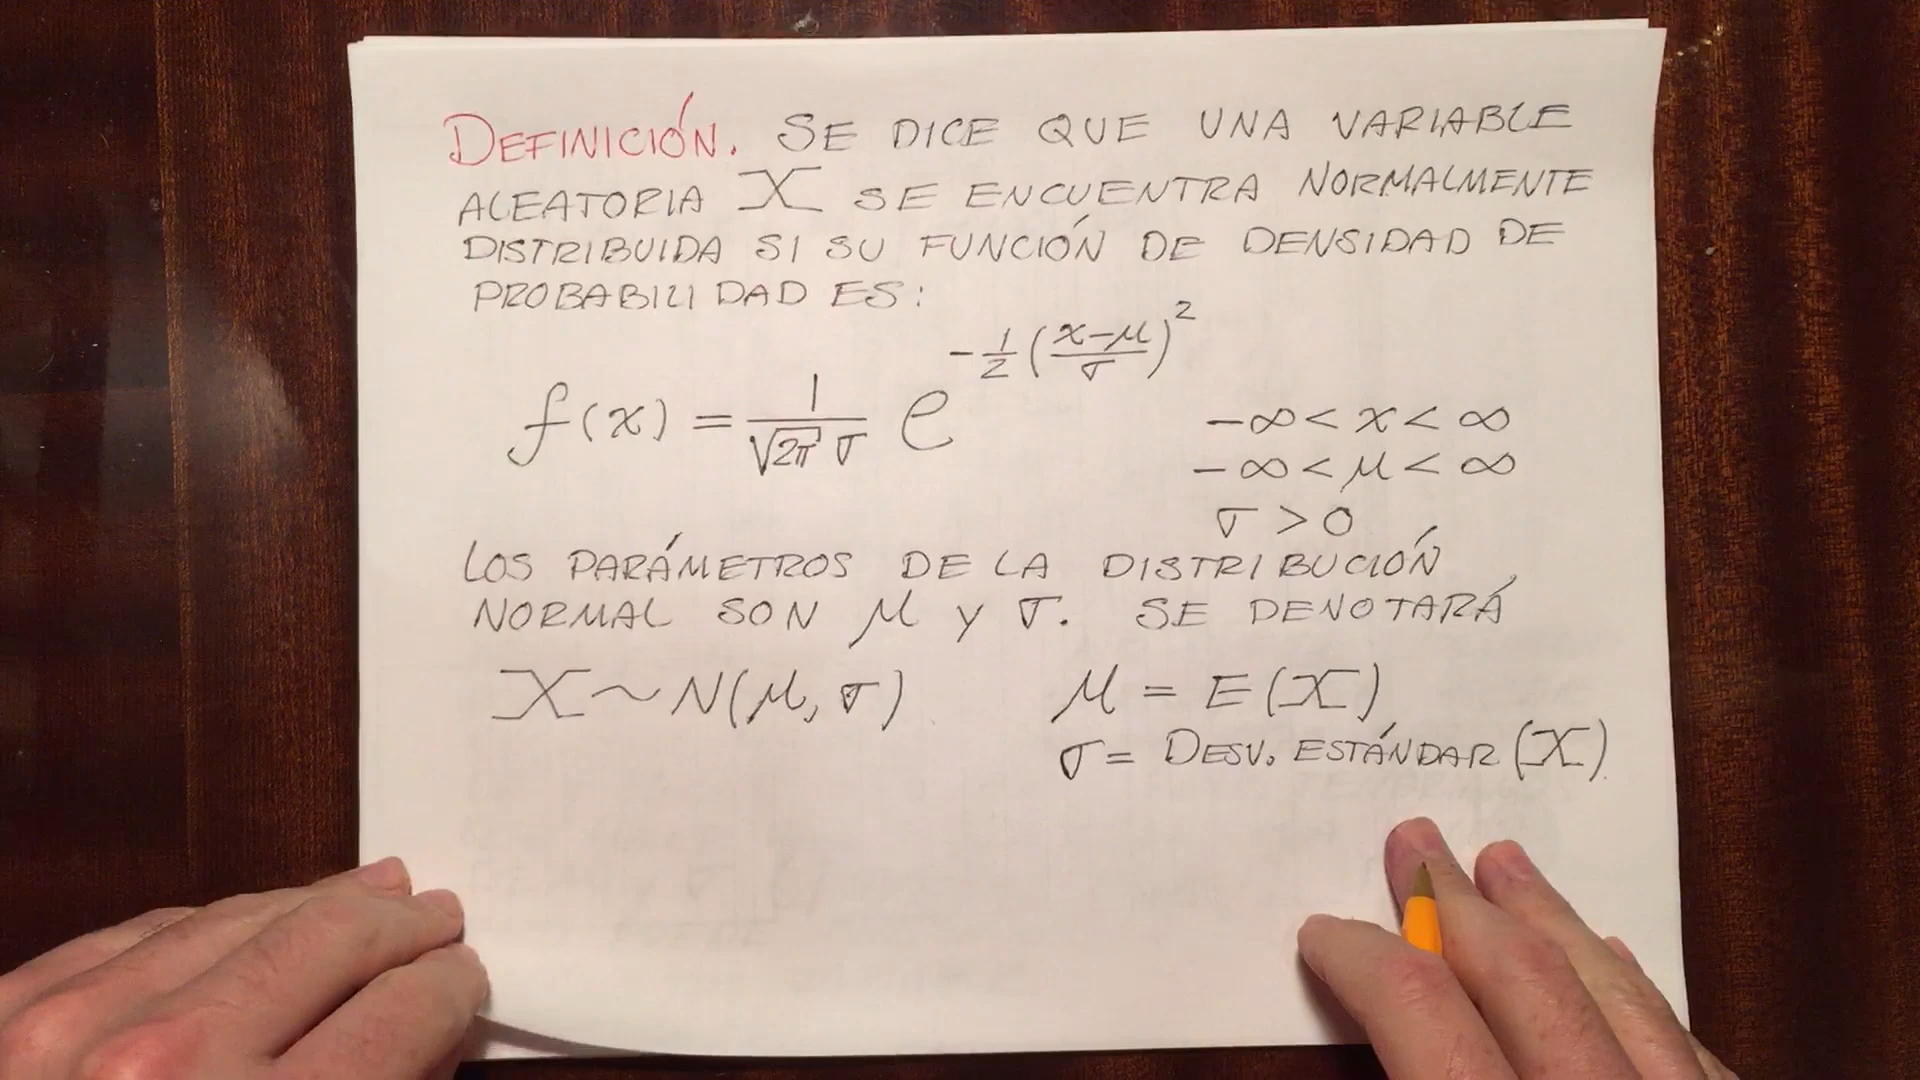 DEFINICIÓN. SE DICE QUE UNA VARIABLE
ALEATORIA X SE ENCUENTRA NORMALMENTE
DISTRIBUIDA SI SU FUNCIÓN DE DENSIDAD DE
PROBABILIDAD ES:
f(x) = 1/(√2π σ) e^(-1/2 ((x-μ)/σ)^2)
-∞ < x < ∞
-∞ < μ < ∞
σ > 0
LOS PARÁMETROS DE LA DISTRIBUCIÓN
NORMAL SON μ Y σ. SE DENOTARÁ
X ~ N(μ, σ) μ = E(X)
σ = DESV. ESTÁNDAR (X)